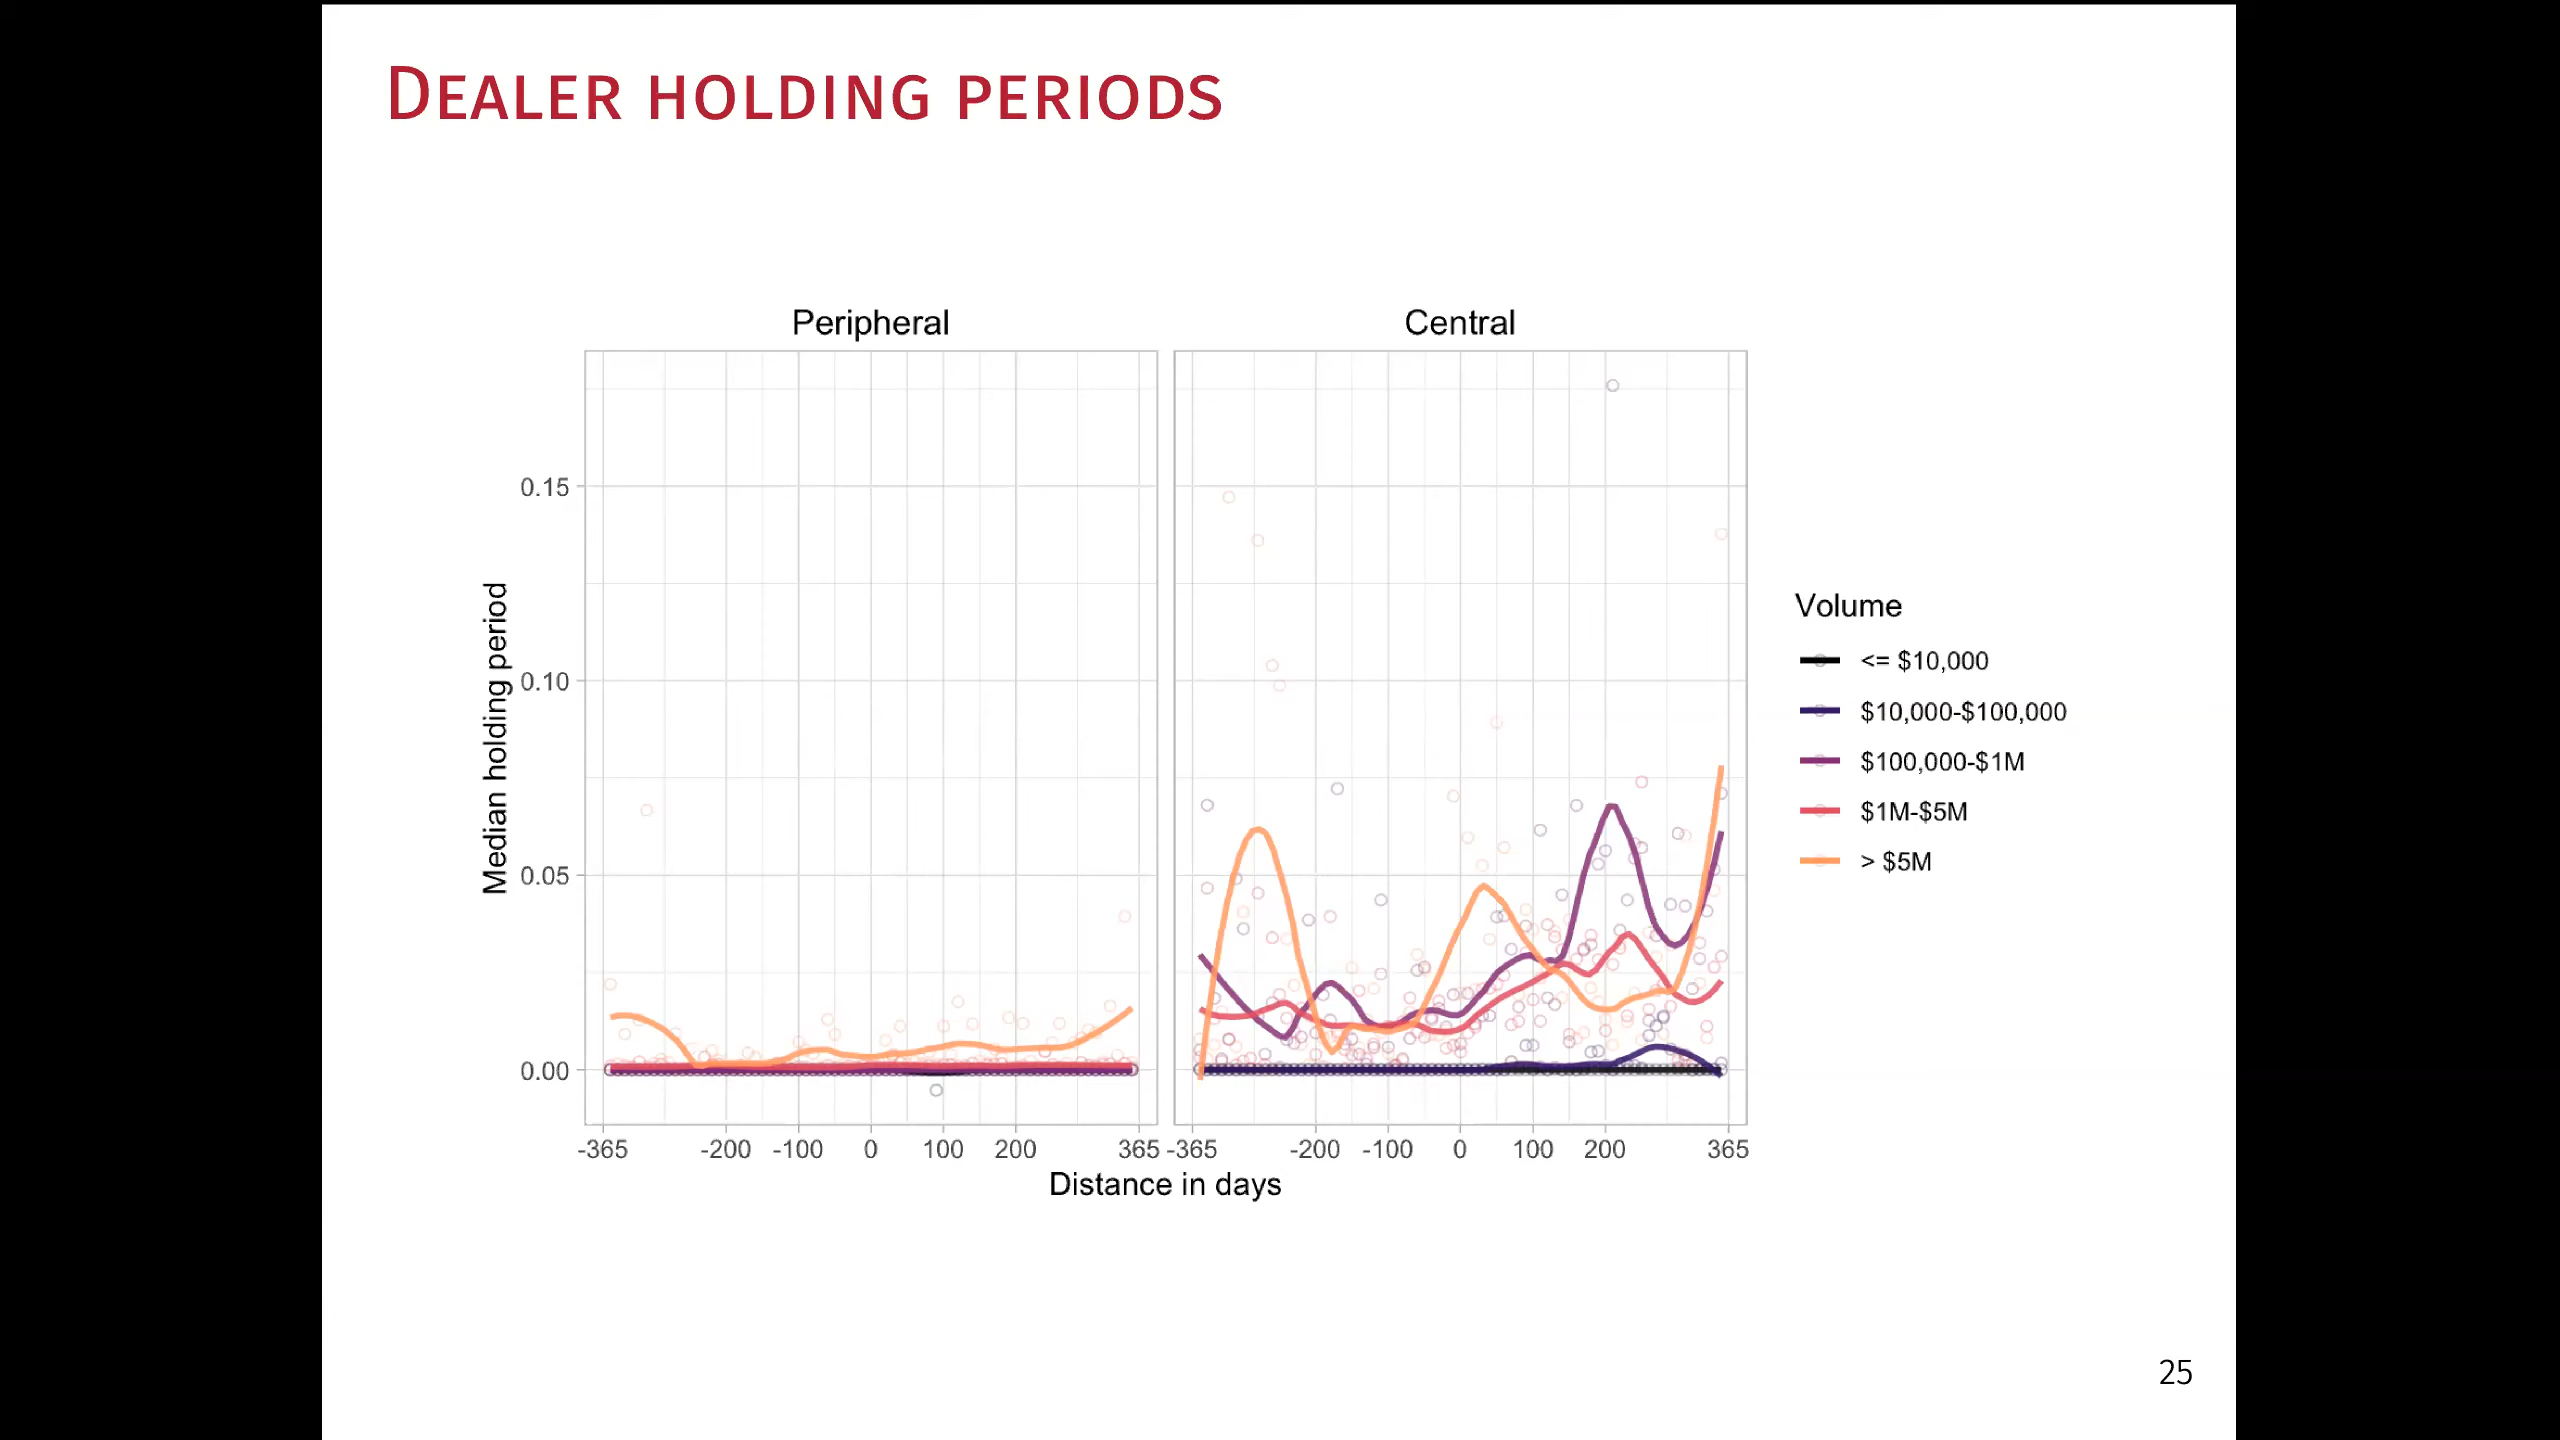 DEALER HOLDING PERIODS
Peripheral
Central
Median holding period
0.15
0.10
0.05
0.00
-365 -200 -100 0 100 200 365
-365 -200 -100 0 100 200 365
Distance in days
Volume
<= $10,000
$10,000-$100,000
$100,000-$1M
$1M-$5M
> $5M
25